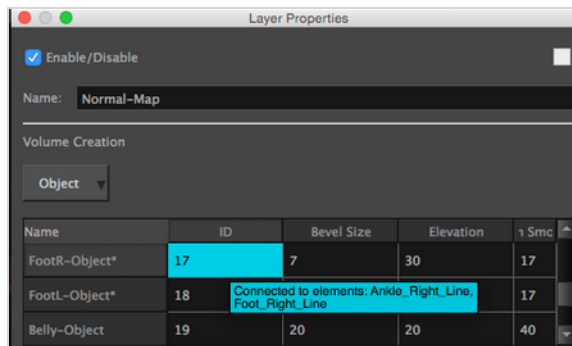 Layer Properties
Enable/Disable
Name: Normal-Map
Volume Creation
Object
Name ID Bevel Size Elevation Smo
FootR-Object* 17 7 30 17
FootL-Object* 18 17
Connected to elements: Ankle_Right_Line,
Foot_Right_Line
Belly-Object 19 20 20 40